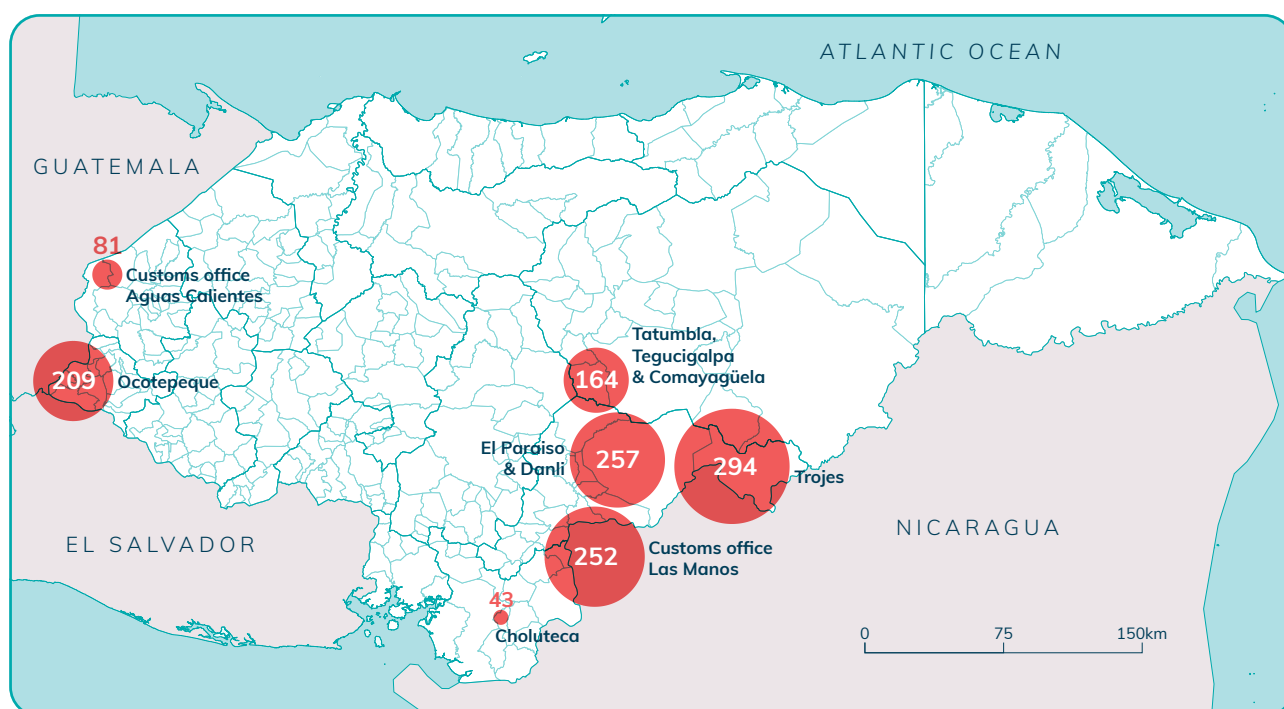 ATLANTIC OCEAN
GUATEMALA
81
Customs office
Aguas Calientes
Tatumbla,
Tegucigalpa
& Comayagüela
164
209
Ocotepeque
El Paraiso
& Danli
257
294
Trojes
NICARAGUA
EL SALVADOR
252
Customs office
Las Manos
43
Choluteca
0 75 150km